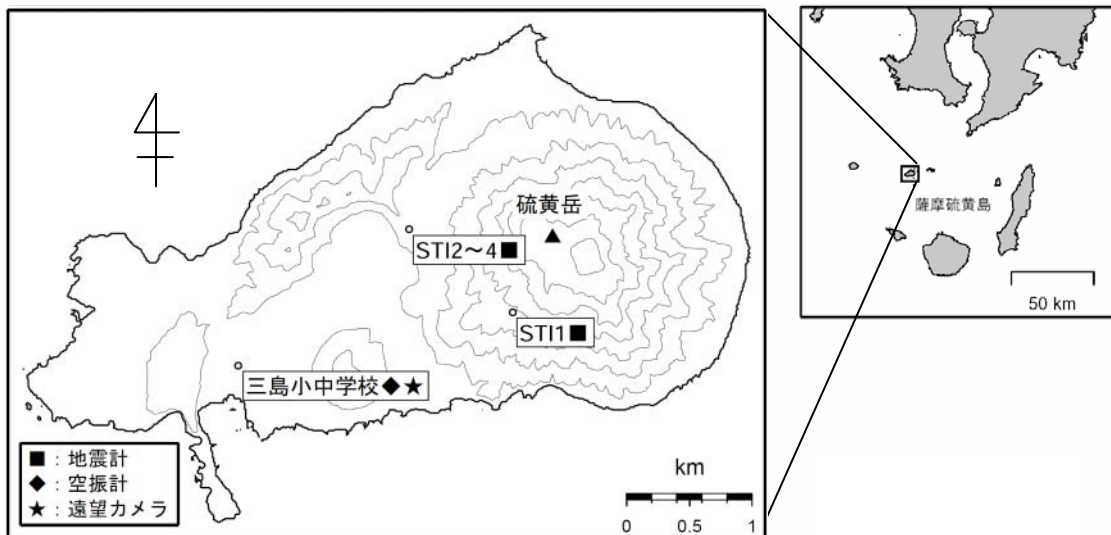 硫黄岳
STI2～4■
STI1■
三島小中学校◆★
■：地震計
◆：空振計
★：遠望カメラ
km
0 0.5 1
薩摩硫黄島
50 km